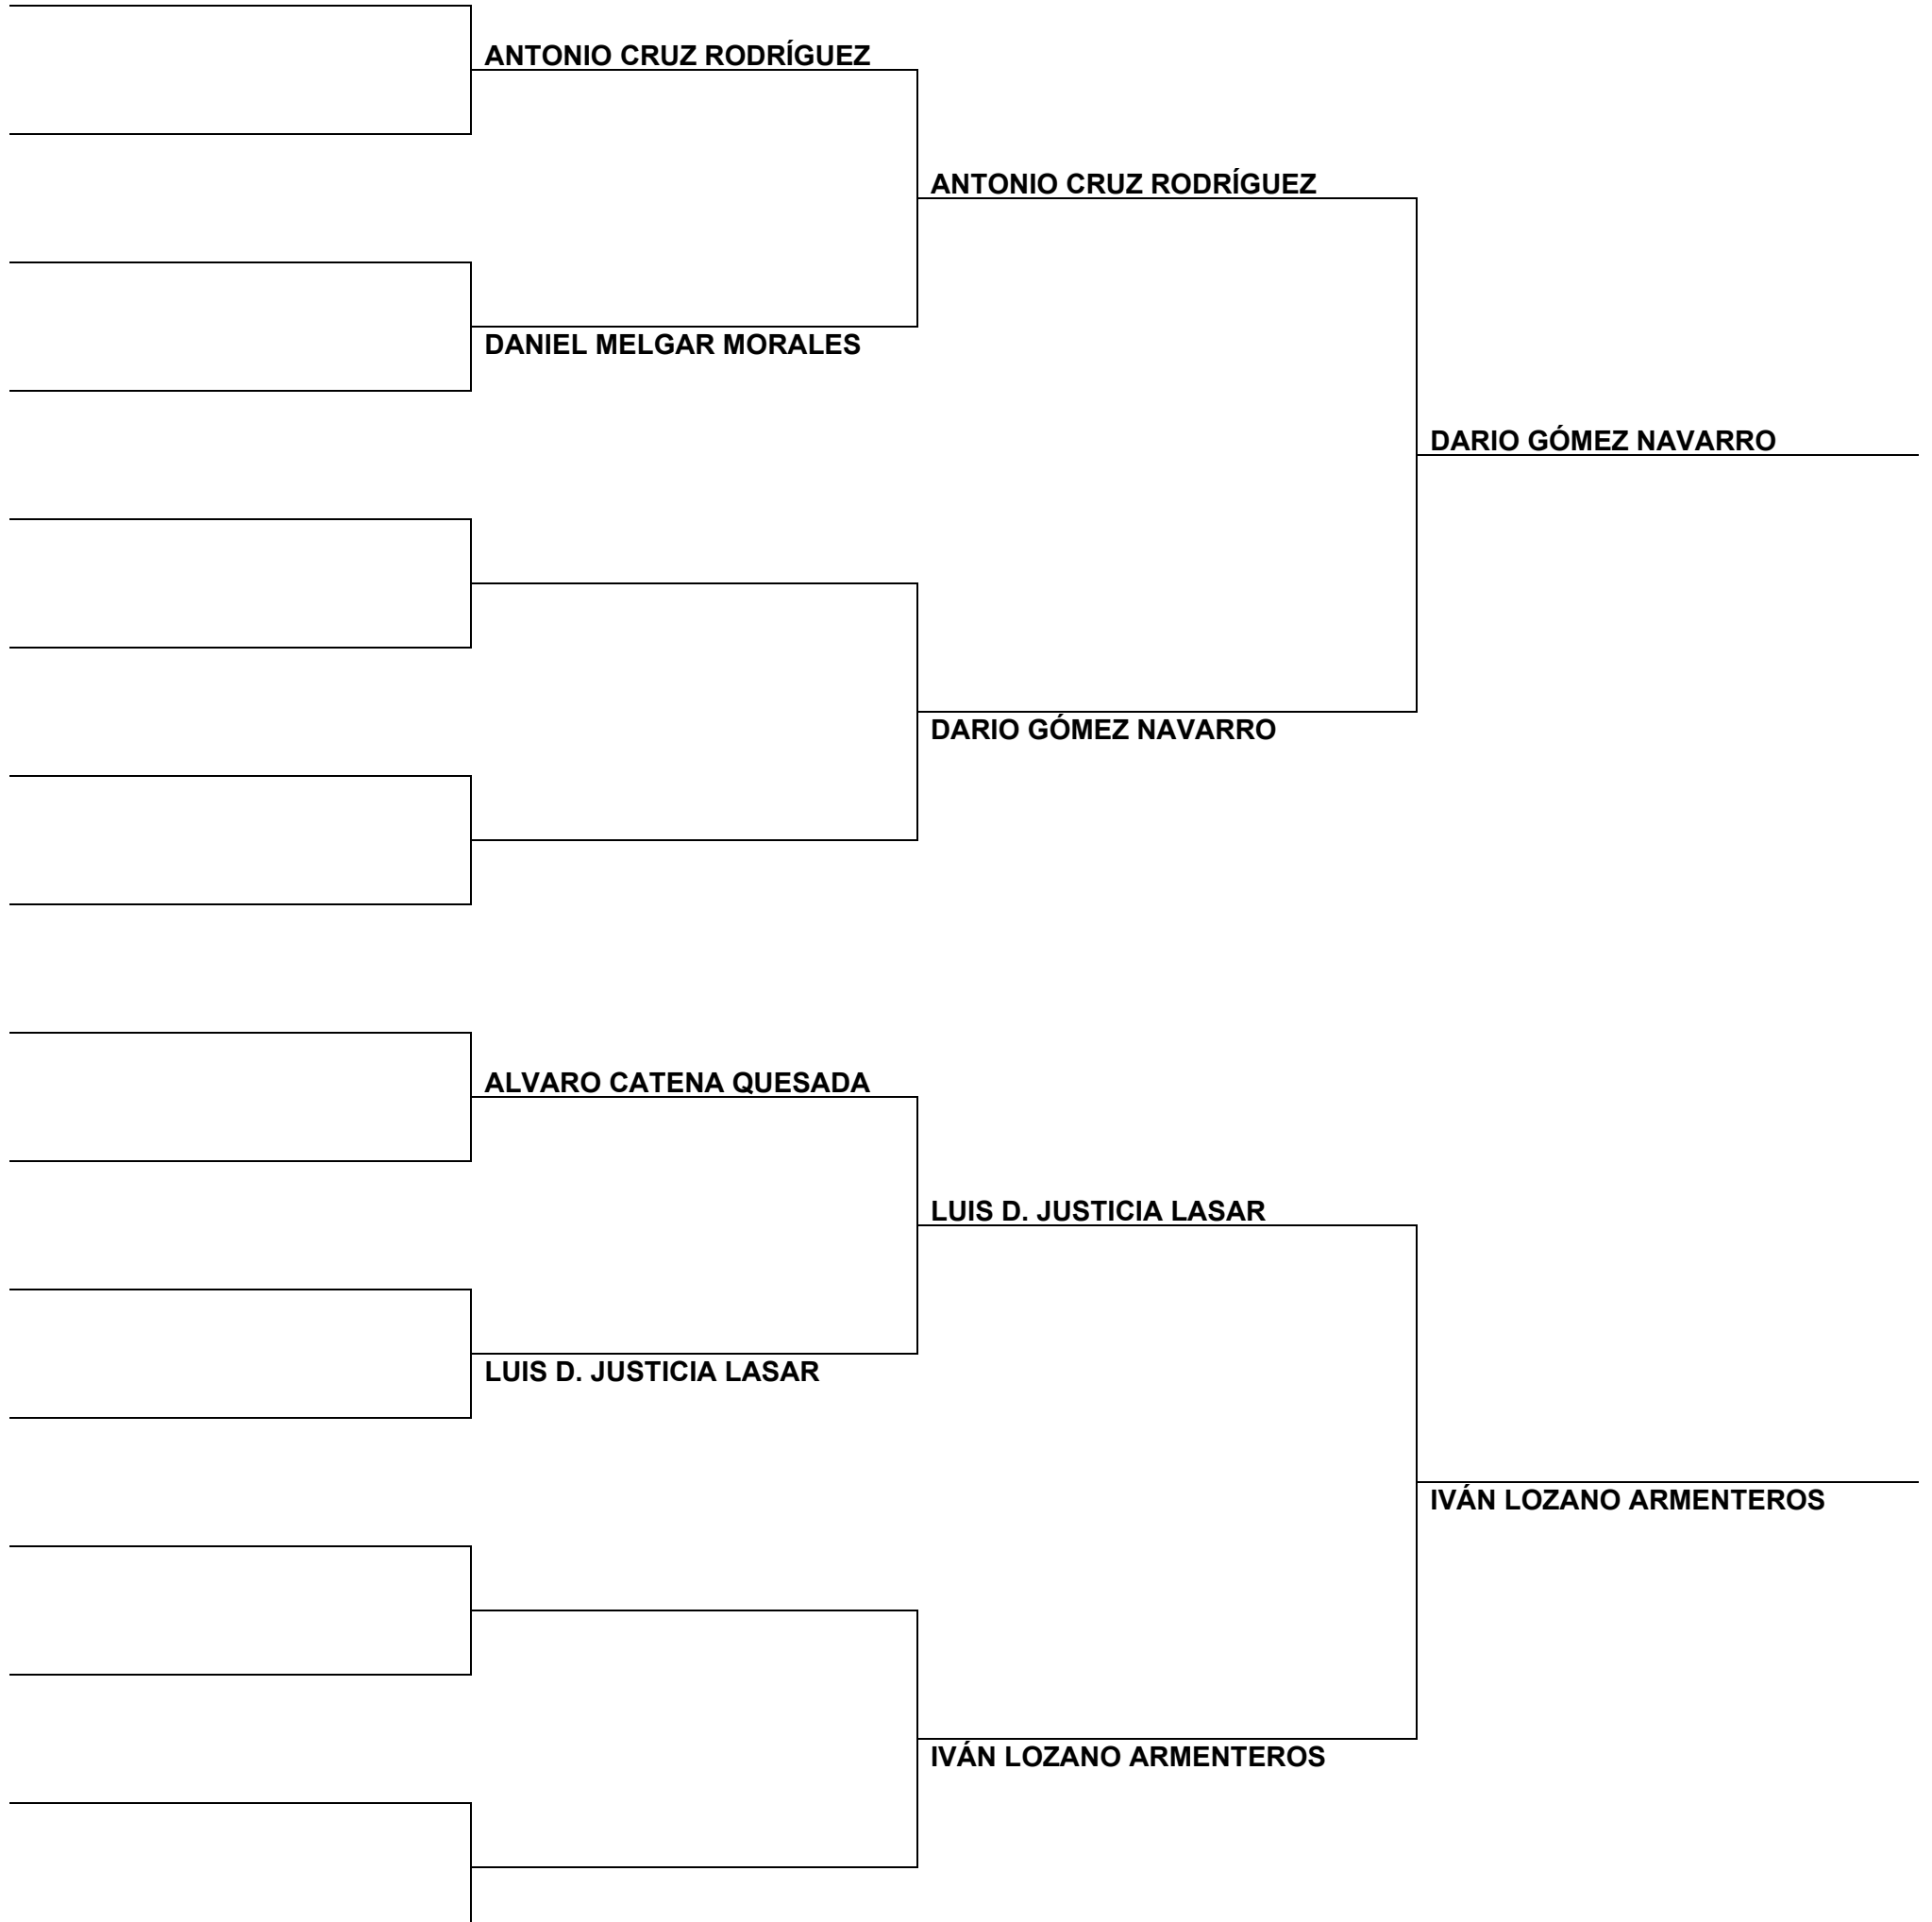 ANTONIO CRUZ RODRÍGUEZ
ANTONIO CRUZ RODRÍGUEZ
DANIEL MELGAR MORALES
DARIO GÓMEZ NAVARRO
DARIO GÓMEZ NAVARRO
ALVARO CATENA QUESADA
LUIS D. JUSTICIA LASAR
LUIS D. JUSTICIA LASAR
IVÁN LOZANO ARMENTEROS
IVÁN LOZANO ARMENTEROS